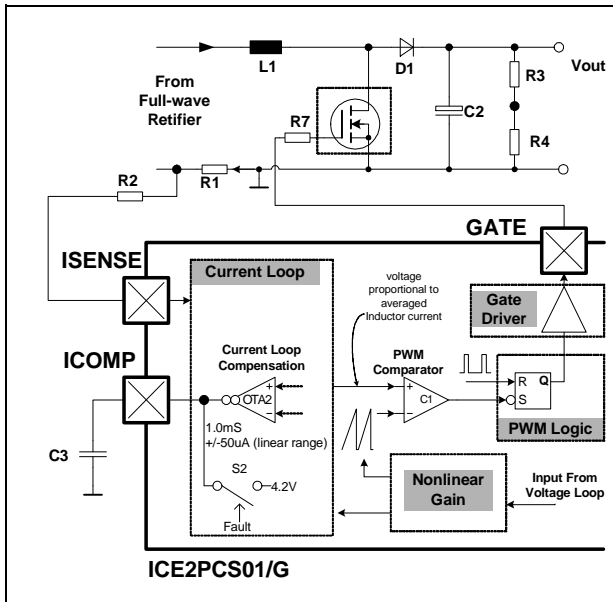 L1
D1
Vout
From
Full-wave
Retifier
R3
C2
R7
R4
R2
R1
GATE
ISENSE
Current Loop
voltage
proportional to
averaged
Inductor current
Gate
Driver
ICOMP
Current Loop
Compensation
PWM
Comparator
R
Q
S
+
OTA2
-
+
C1
-
1.0mS
+/-50uA (linear range)
PWM Logic
C3
S2
4.2V
Fault
Nonlinear
Gain
Input From
Voltage Loop
ICE2PCS01/G